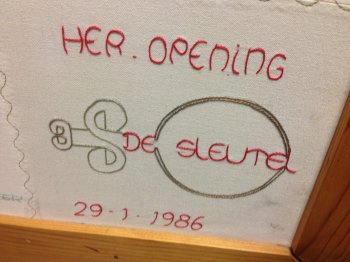 HER. OPENING
DE SLEUTEL
29-1-1986